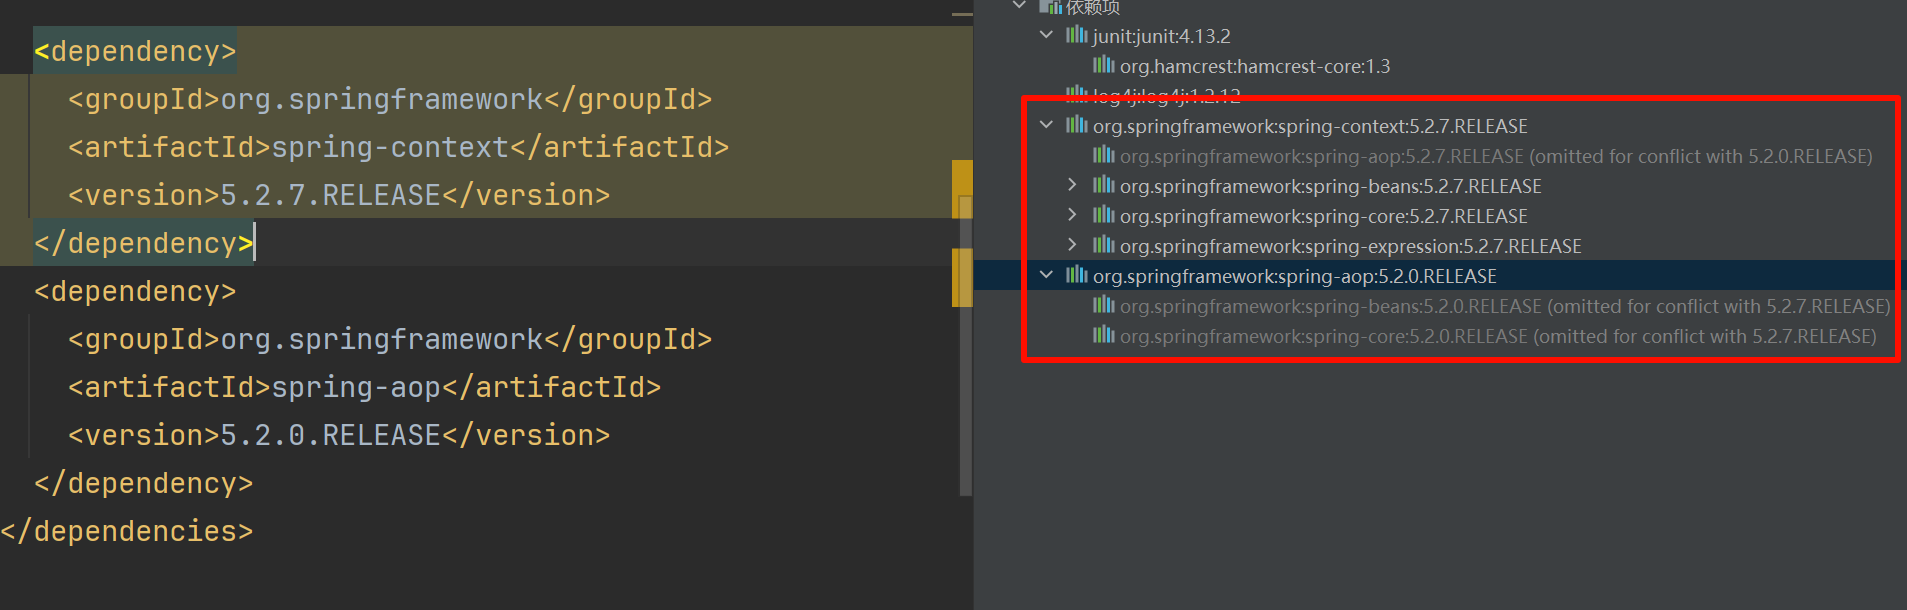 <dependency>
<groupId>org.springframework</groupId>
<artifactId>spring-context</artifactId>
<version>5.2.7.RELEASE</version>
</dependency>
<dependency>
<groupId>org.springframework</groupId>
<artifactId>spring-aop</artifactId>
<version>5.2.0.RELEASE</version>
</dependency>
</dependencies>
依赖项
junit:junit:4.13.2
org.hamcrest:hamcrest-core:1.3
log4j:log4j:1.2.12
org.springframework:spring-context:5.2.7.RELEASE
org.springframework:spring-aop:5.2.7.RELEASE (omitted for conflict with 5.2.0.RELEASE)
org.springframework:spring-beans:5.2.7.RELEASE
org.springframework:spring-core:5.2.7.RELEASE
org.springframework:spring-expression:5.2.7.RELEASE
org.springframework:spring-aop:5.2.0.RELEASE
org.springframework:spring-beans:5.2.0.RELEASE (omitted for conflict with 5.2.7.RELEASE)
org.springframework:spring-core:5.2.0.RELEASE (omitted for conflict with 5.2.7.RELEASE)